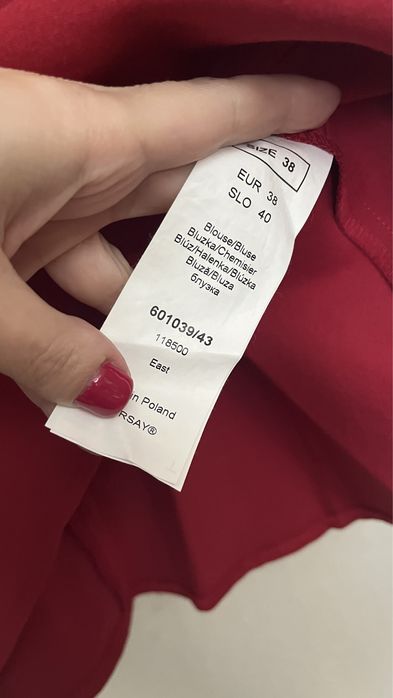 SIZE 38
EUR 38
SLO 40
Blouse/Bluse
Bluzka/Chemisier
Blúz/Halenka/Blúzka
Bluză/Bluza
блузка
601039/43
118500
East
in Poland
RSAY®